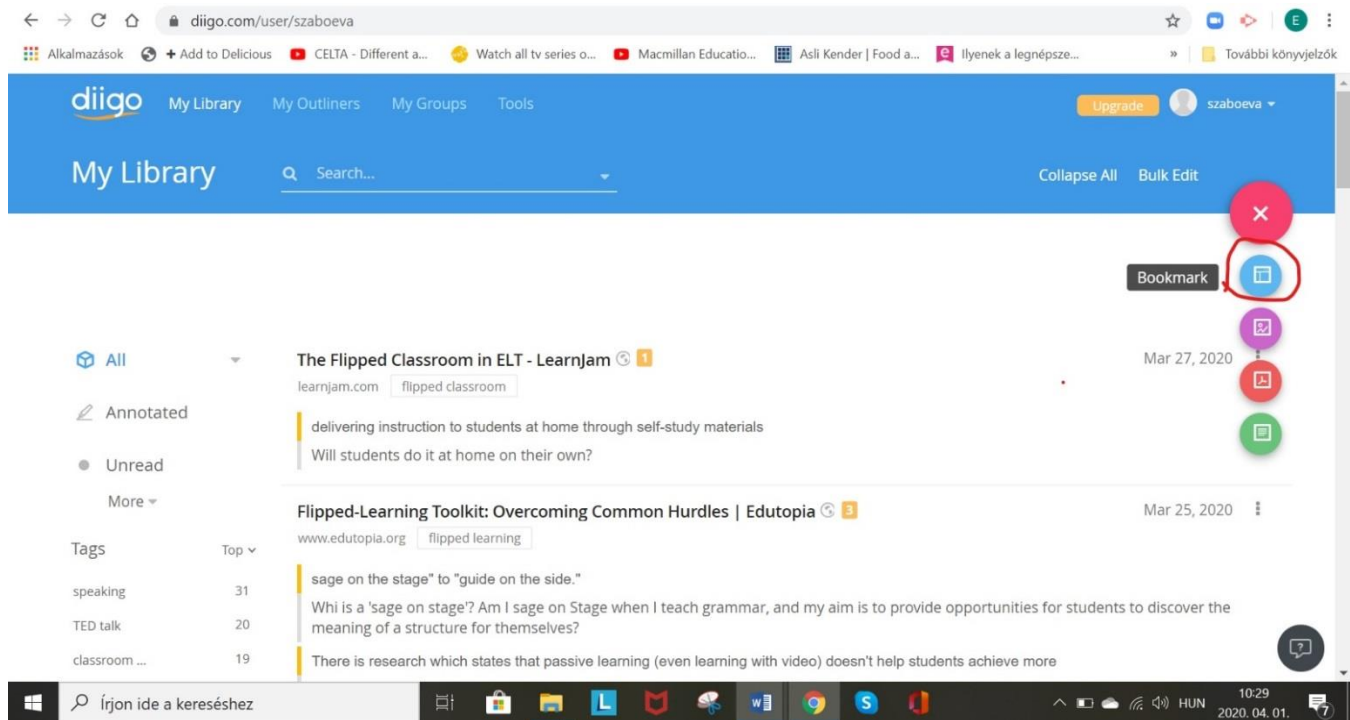 diigo.com/user/szaboeva
E
Alkalmazások + Add to Delicious CELTA - Different a... Watch all tv series o... Macmillan Educatio... Asli Kender | Food a... Ilyenek a legnépsze... » További könyvjelzők
diigo My Library My Outliners My Groups Tools Upgrade szaboeva
My Library Search... Collapse All Bulk Edit
Bookmark
All
The Flipped Classroom in ELT - LearnJam 1 Mar 27, 2020
learnjam.com flipped classroom
Annotated
delivering instruction to students at home through self-study materials
Will students do it at home on their own?
Unread
More
Flipped-Learning Toolkit: Overcoming Common Hurdles | Edutopia 3 Mar 25, 2020
www.edutopia.org flipped learning
Tags Top
sage on the stage" to "guide on the side."
speaking 31
Whi is a 'sage on stage'? Am I sage on Stage when I teach grammar, and my aim is to provide opportunities for students to discover the
TED talk 20
meaning of a structure for themselves?
classroom ... 19
There is research which states that passive learning (even learning with video) doesn't help students achieve more
Írjon ide a kereséshez
HUN
10:29
2020. 04. 01.
7